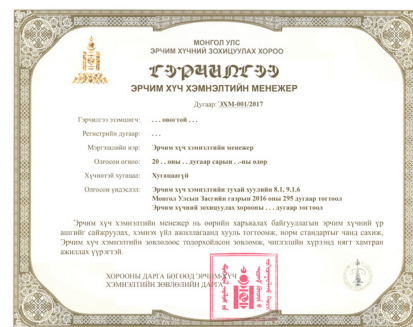 МОНГОЛ УЛС
ЭРЧИМ ХҮЧНИЙ ЗОХИЦУУЛАХ ХОРОО
ГЭРЧИЛГЭЭ
ЭРЧИМ ХҮЧ ХЭМНЭЛТИЙН МЕНЕЖЕР
Дугаар: ЭХМ-001/2017
Гэрчилгээ эзэмшигч: . . . овогтой . . .
Регистрийн дугаар: . . .
Мэргэшлийн нэр: Эрчим хүч хэмнэлтийн менежер
Олгосон огноо: 20 . . оны . . дугаар сарын . .-ны өдөр
Хүчинтэй хугацаа: Хугацаагүй
Олгосон үндэслэл: Эрчим хүч хэмнэлтийн тухай хуулийн 8.1, 9.1.6
Монгол Улсын Засгийн газрын 2016 оны 295 дугаар тогтоол
Эрчим хүчний зохицуулах хорооны . . . дугаар тогтоол
Эрчим хүч хэмнэлтийн менежер нь өөрийн харьяалах байгууллагын эрчим хүчний үр
ашгийг сайжруулах, хэмнэх үйл ажиллагаанд хууль тогтоомж, норм стандартыг чанд сахиж,
Эрчим хүч хэмнэлтийн зөвлөлөөс тодорхойлсон зөвлөмж, чиглэлийн хүрээнд нягт хамтран
ажиллах үүрэгтэй.
ХОРООНЫ ДАРГА БӨГӨӨД ЭРЧИМ ХҮЧ
ХЭМНЭЛТИЙН ЗӨВЛӨЛИЙН ДАРГА